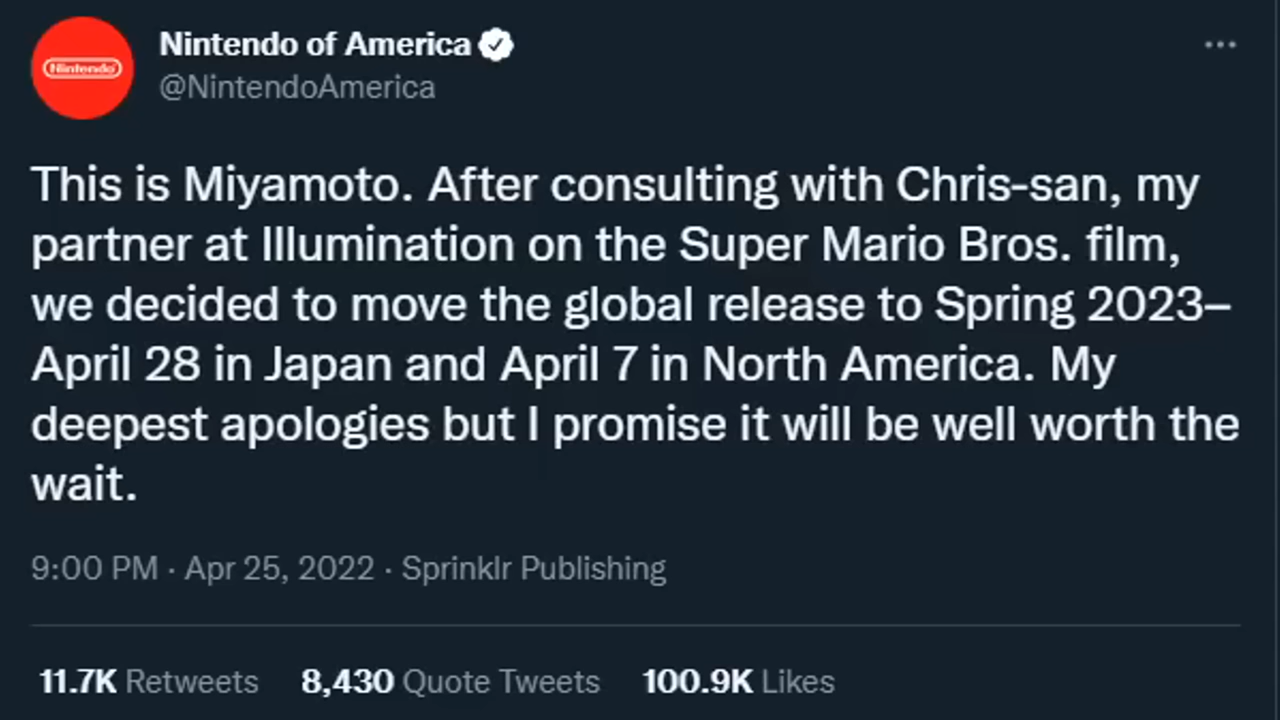 Nintendo
Nintendo of America
@NintendoAmerica
This is Miyamoto. After consulting with Chris-san, my
partner at Illumination on the Super Mario Bros. film,
we decided to move the global release to Spring 2023–
April 28 in Japan and April 7 in North America. My
deepest apologies but I promise it will be well worth the
wait.
9:00 PM · Apr 25, 2022 · Sprinklr Publishing
11.7K Retweets 8,430 Quote Tweets 100.9K Likes